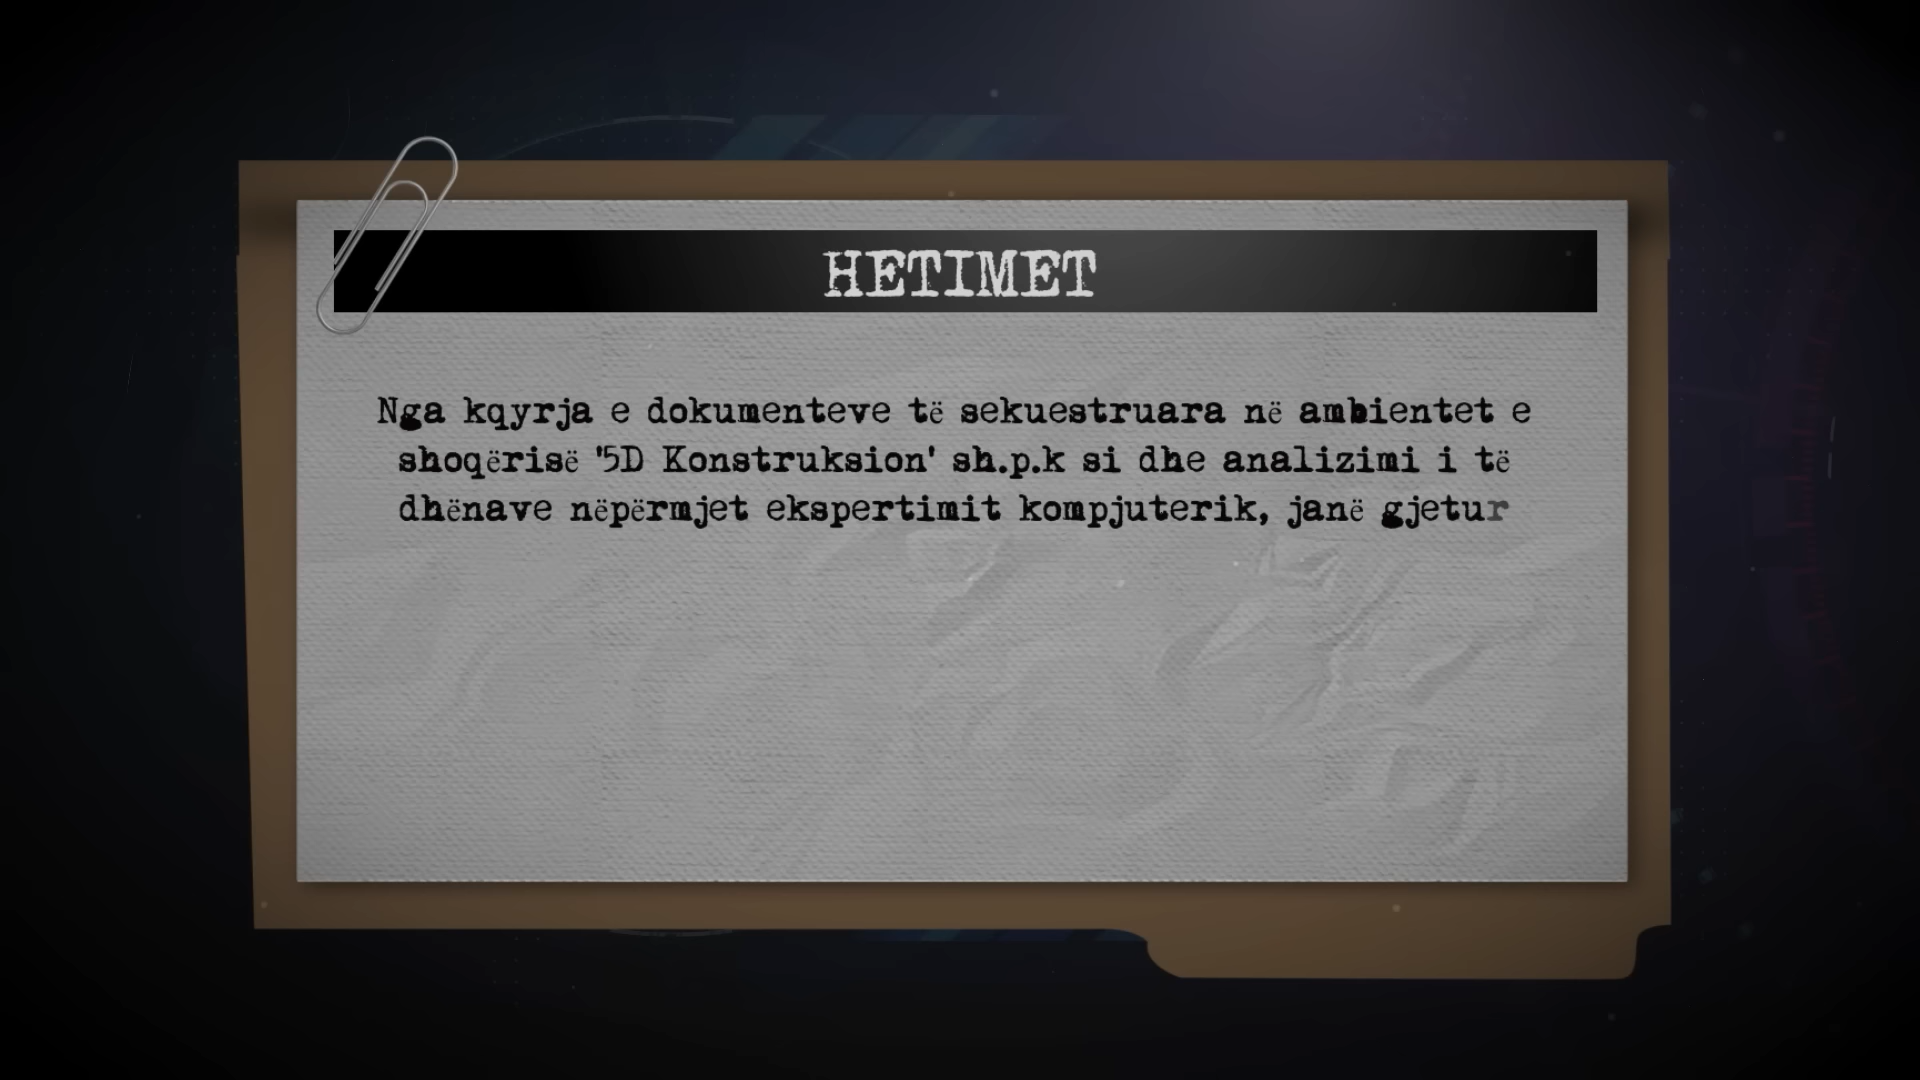 HETIMET
Nga kqyrja e dokumenteve të sekuestruara në ambientet e
shoqërisë '5D Konstruksion' sh.p.k si dhe analizimi i të
dhënave nëpërmjet ekspertimit kompjuterik, janë gjetur